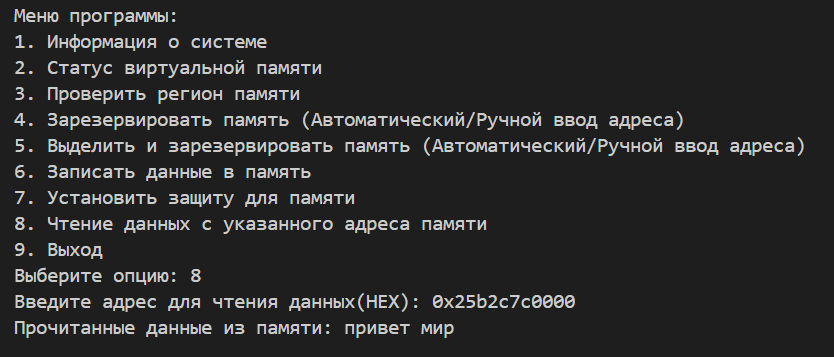 Меню программы:
1. Информация о системе
2. Статус виртуальной памяти
3. Проверить регион памяти
4. Зарезервировать память (Автоматический/Ручной ввод адреса)
5. Выделить и зарезервировать память (Автоматический/Ручной ввод адреса)
6. Записать данные в память
7. Установить защиту для памяти
8. Чтение данных с указанного адреса памяти
9. Выход
Выберите опцию: 8
Введите адрес для чтения данных(HEX): 0x25b2c7c0000
Прочитанные данные из памяти: привет мир